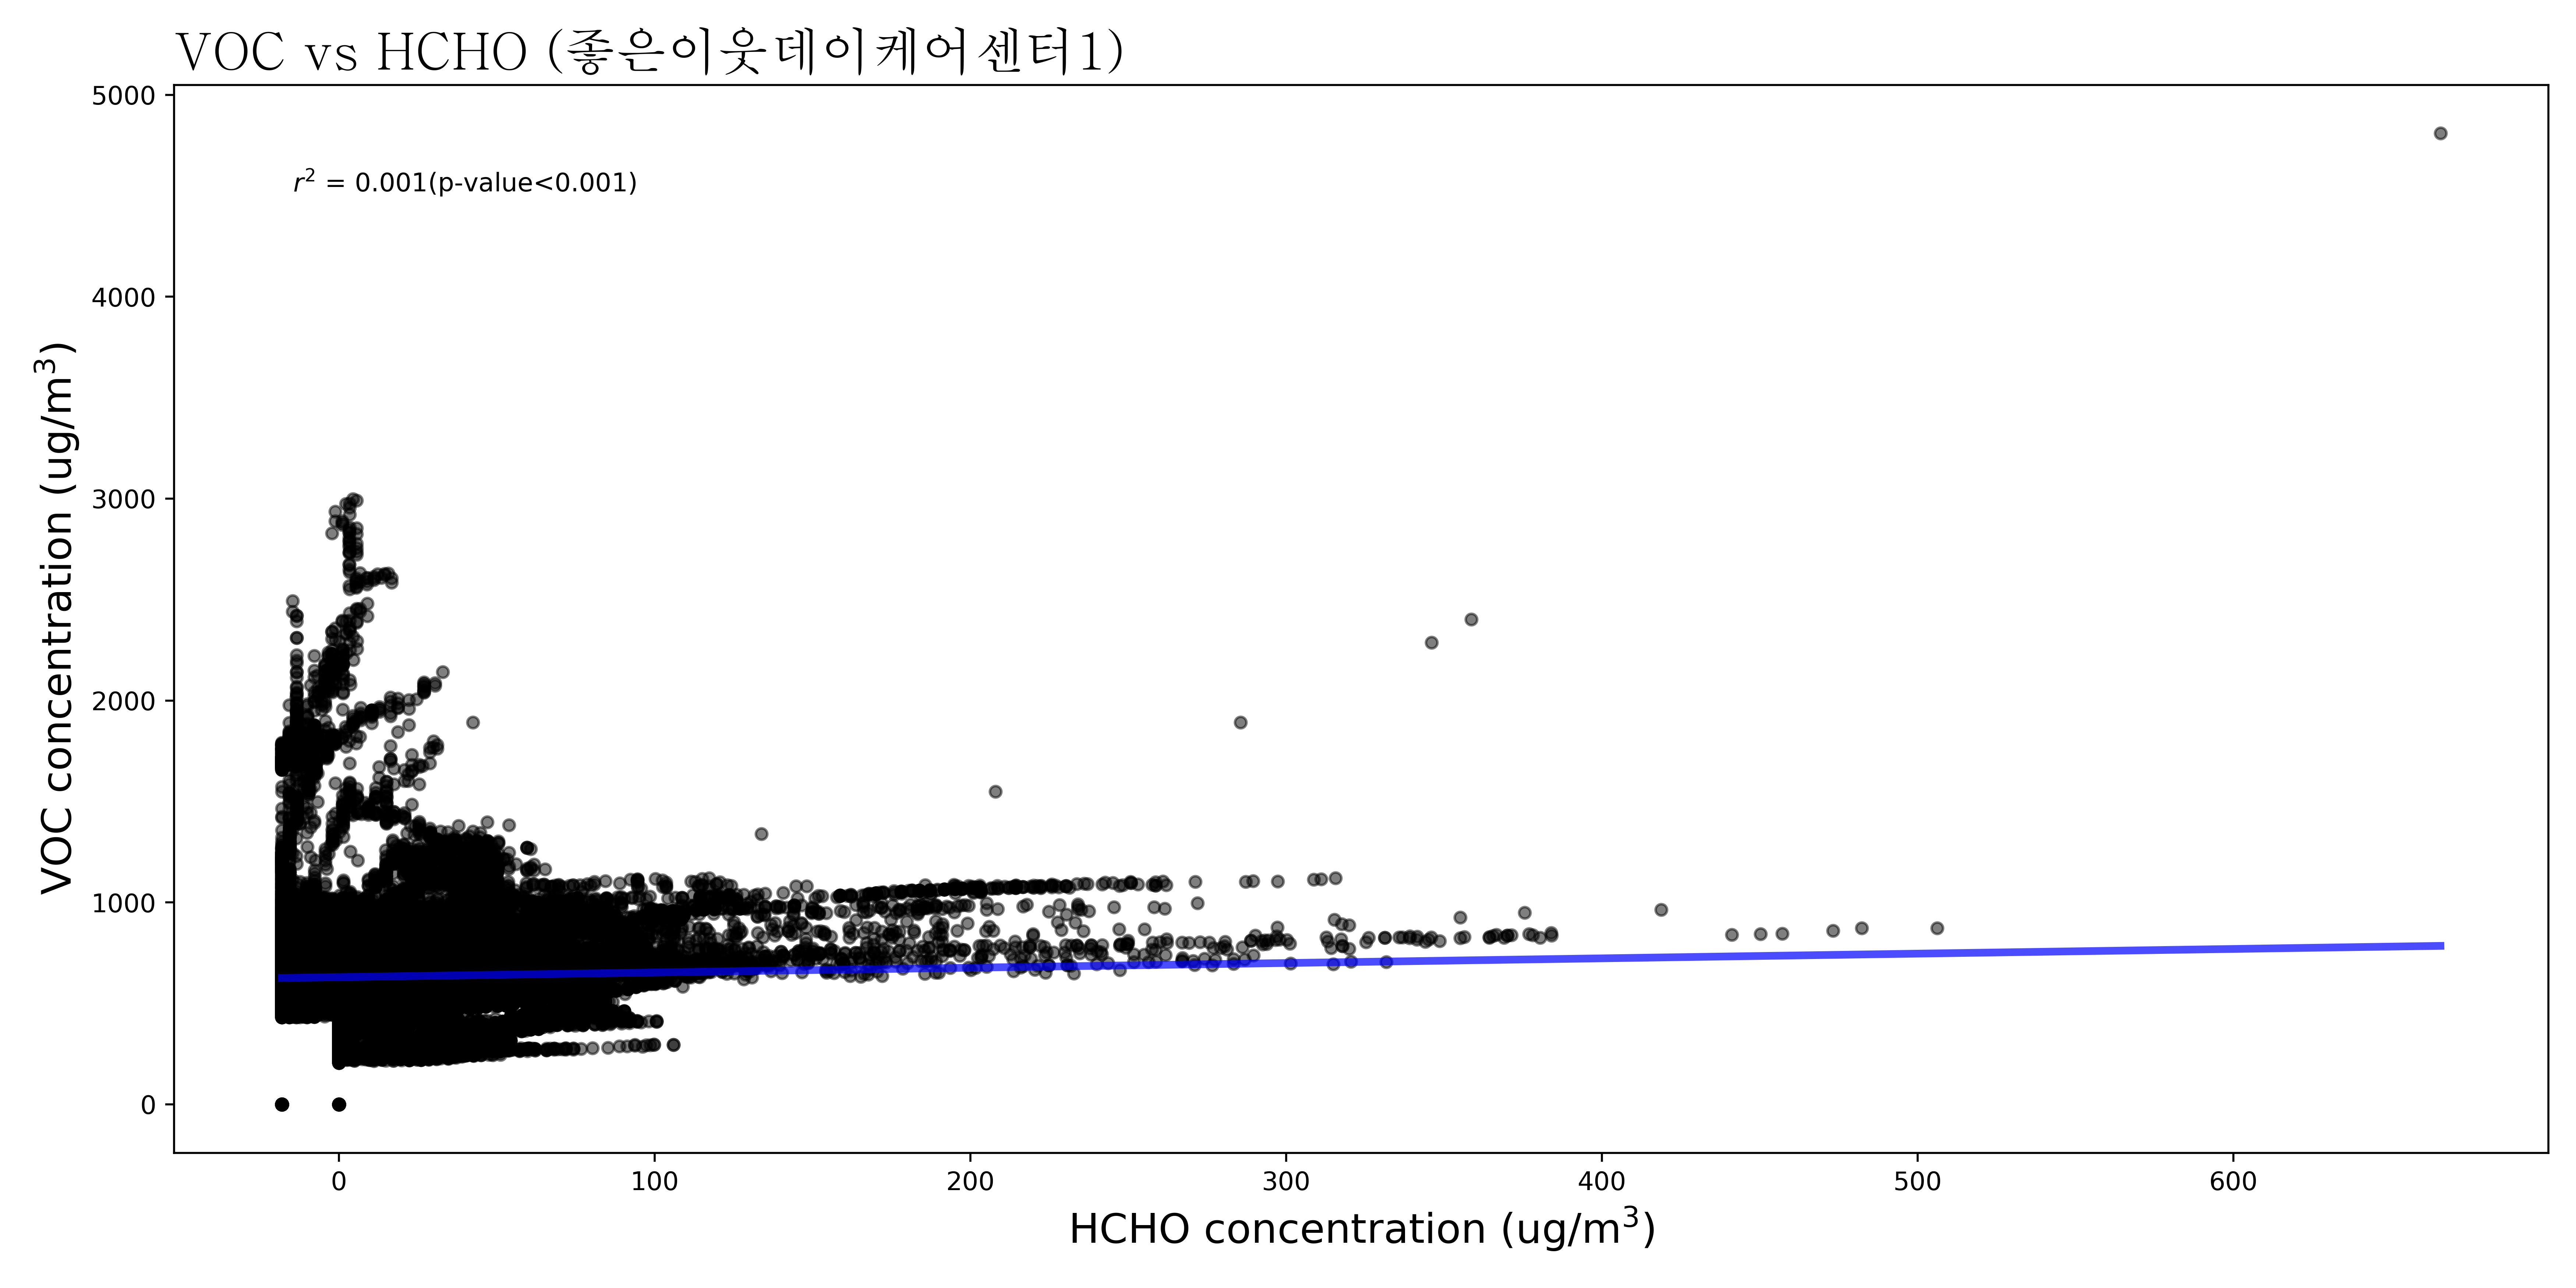 VOC vs HCHO (좋은이웃데이케어센터1)
5000
r² = 0.001(p-value<0.001)
4000
3000
2000
1000
0
VOC concentration (ug/m³)
0 100 200 300 400 500 600
HCHO concentration (ug/m³)